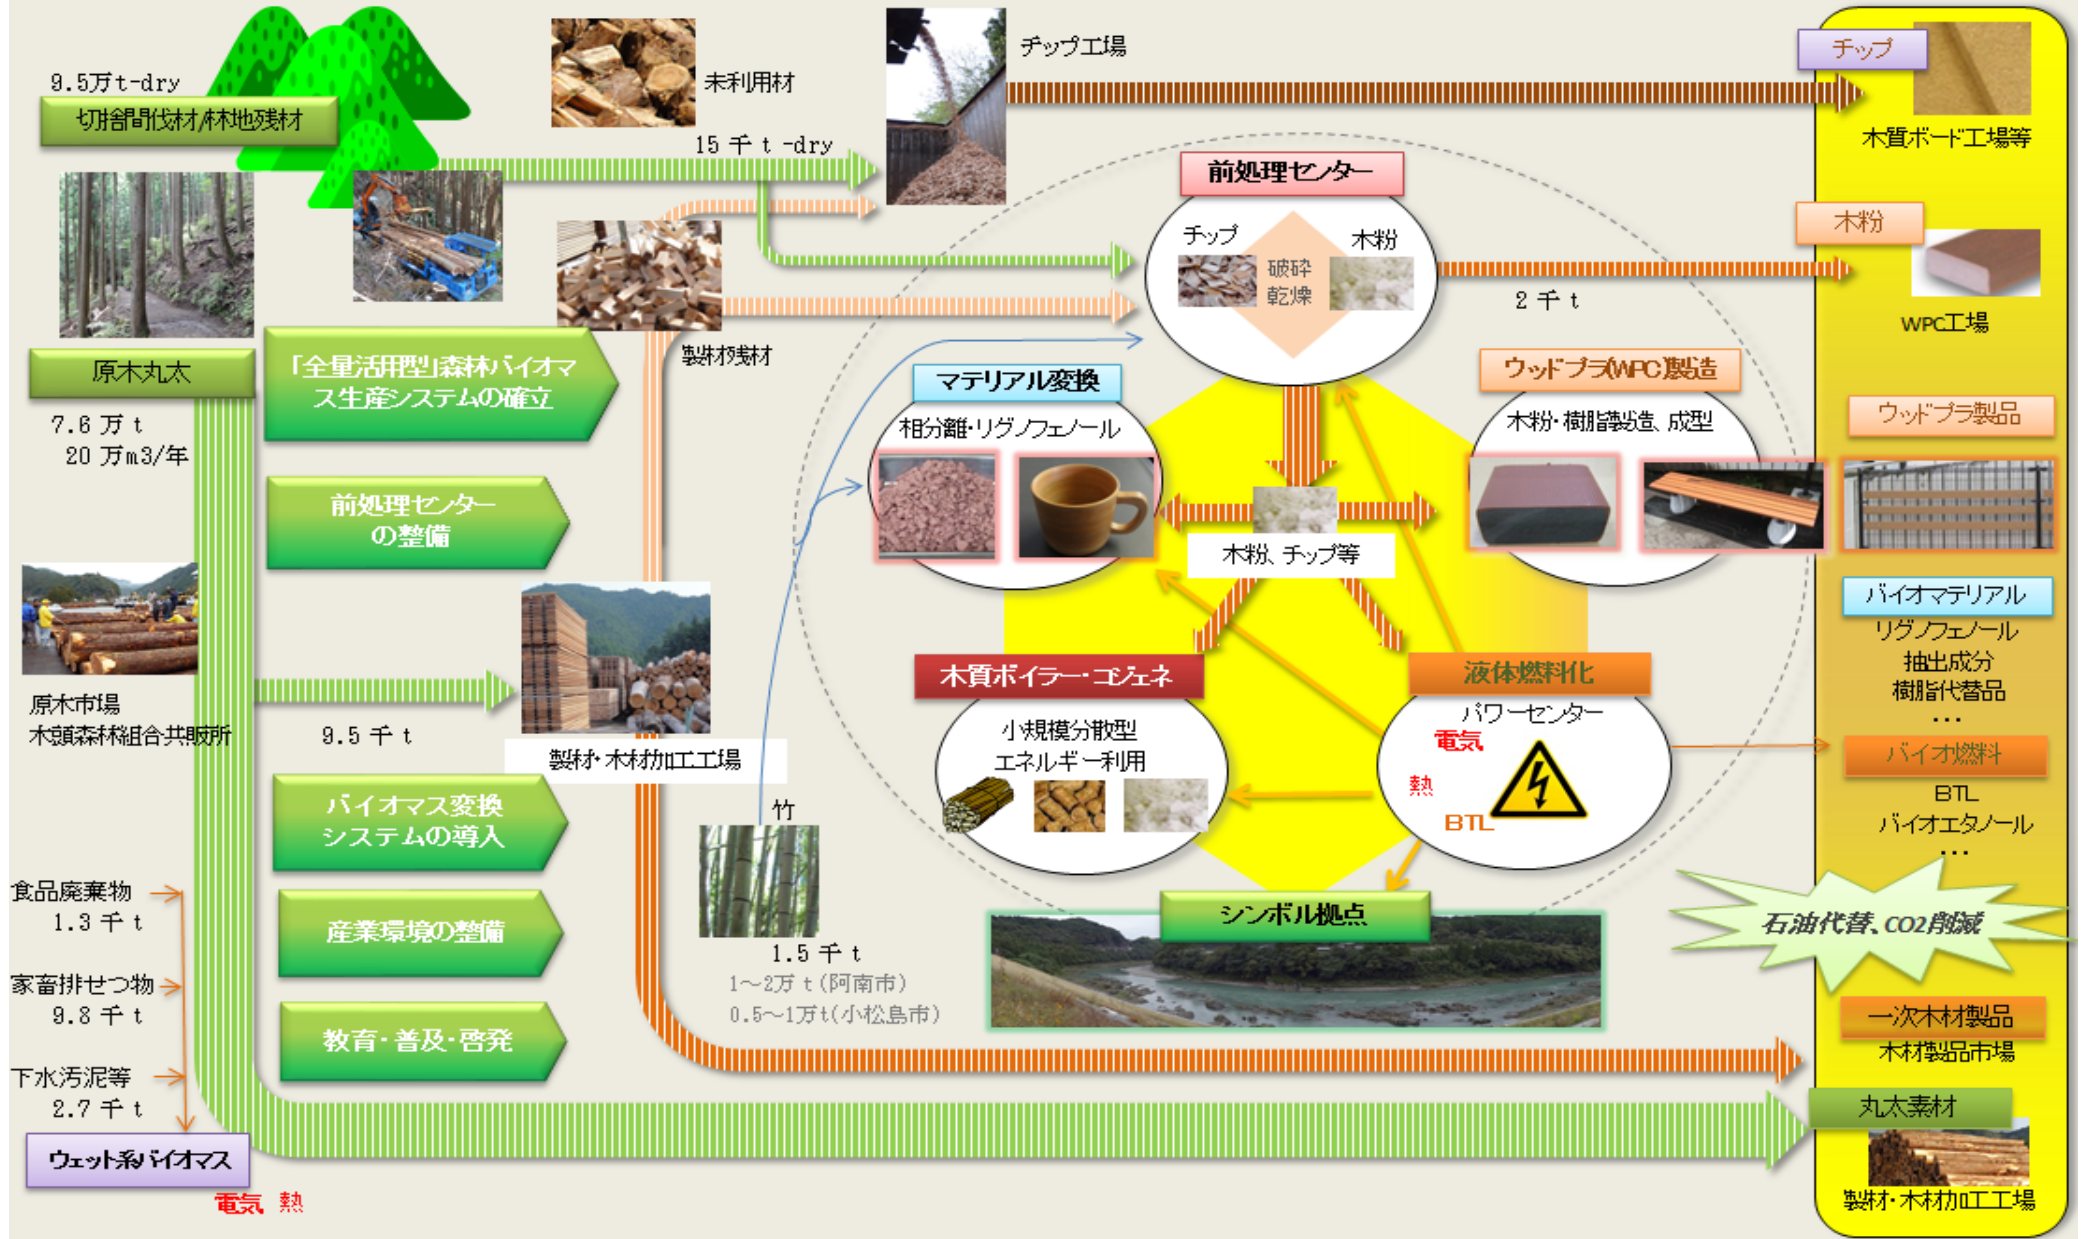 9.5万t-dry
切捨間伐材/林地残材
未利用材
15 千 t -dry
チップ工場
チップ
木質ボード工場等
前処理センター
チップ
木粉
破砕
乾燥
2 千 t
木粉
WPC工場
製材残材
原木丸太
7.6 万 t
20 万m3/年
「全量活用型」森林バイオマ
ス生産システムの確立
前処理センター
の整備
マテリアル変換
相分離・リグノフェノール
ウッドプラ(WPC)製造
木粉・樹脂製造、成型
ウッドプラ製品
木粉、チップ等
バイオマテリアル
リグノフェノール
抽出成分
樹脂代替品
・・・
原木市場
木頭森林組合共販所
9.5 千 t
製材・木材加工工場
木質ボイラー・コジェネ
小規模分散型
エネルギー利用
液体燃料化
パワーセンター
電気
熱
BTL
バイオ燃料
BTL
バイオエタノール
・・・
バイオマス変換
システムの導入
竹
1.5 千 t
1～2万 t (阿南市)
0.5～1万t(小松島市)
食品廃棄物
1.3 千 t
産業環境の整備
シンボル拠点
石油代替、CO2削減
家畜排せつ物
9.8 千 t
教育・普及・啓発
一次木材製品
木材製品市場
下水汚泥等
2.7 千 t
丸太素材
製材・木材加工工場
ウェット系バイオマス
電気 熱